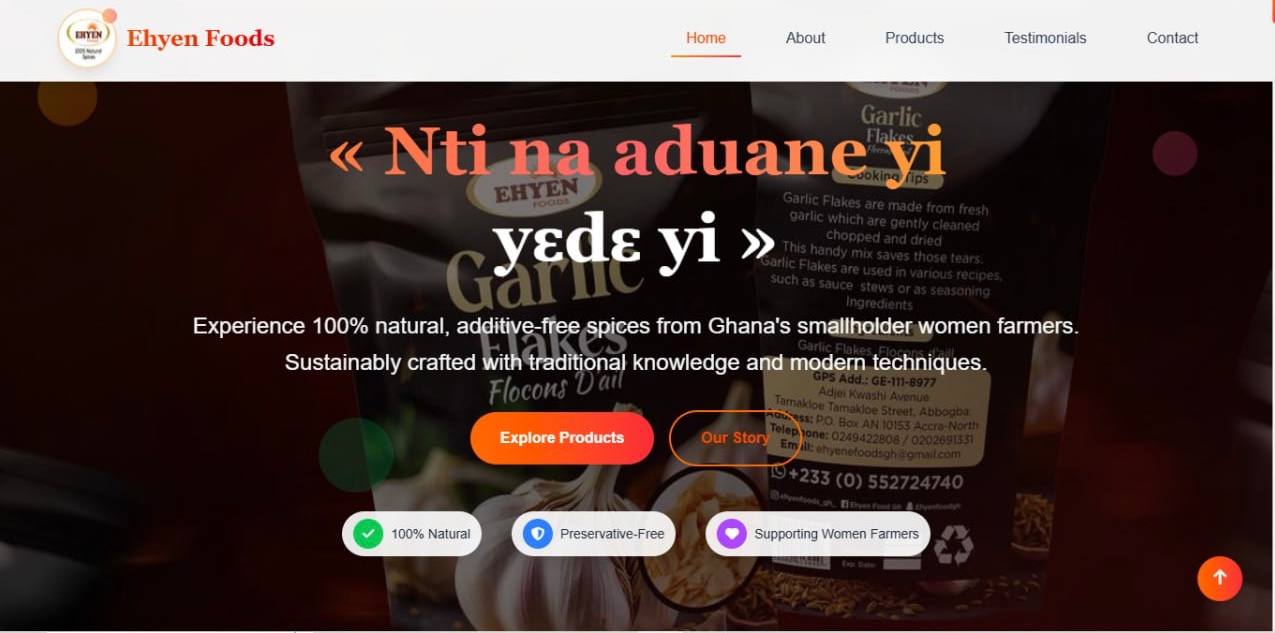 EHYEN
FOODS
100% Natural
Spices
Ehyen Foods
Home
About
Products
Testimonials
Contact
« Nti na aduane yi
yɛdɛ yi »
Experience 100% natural, additive-free spices from Ghana's smallholder women farmers.
Sustainably crafted with traditional knowledge and modern techniques.
Explore Products
Our Story
100% Natural
Preservative-Free
Supporting Women Farmers
EHYEN
FOODS
Garlic
Flakes
Flocons D'ail
FOODS
Garlic
Flakes
Cooking Tips
Garlic Flakes are made from fresh
garlic which are gently cleaned
chopped and dried
This handy mix saves those tears.
Garlic Flakes are used in various recipes,
such as sauce stews or as seasoning
Ingredients
Garlic Flakes, Flocons d'ail
GPS Add.: GE-111-8977
Adjei Kwashi Avenue
Tamakloe Tamakloe Street, Abbogba.
Address: P.O. Box AN 10153 Accra-North
Telephone: 0249422808 / 0202691331
Email: ehyenefoodsgh@gmail.com
+233 (0) 552724740
Ehyen Food Gh
Exp. Date: